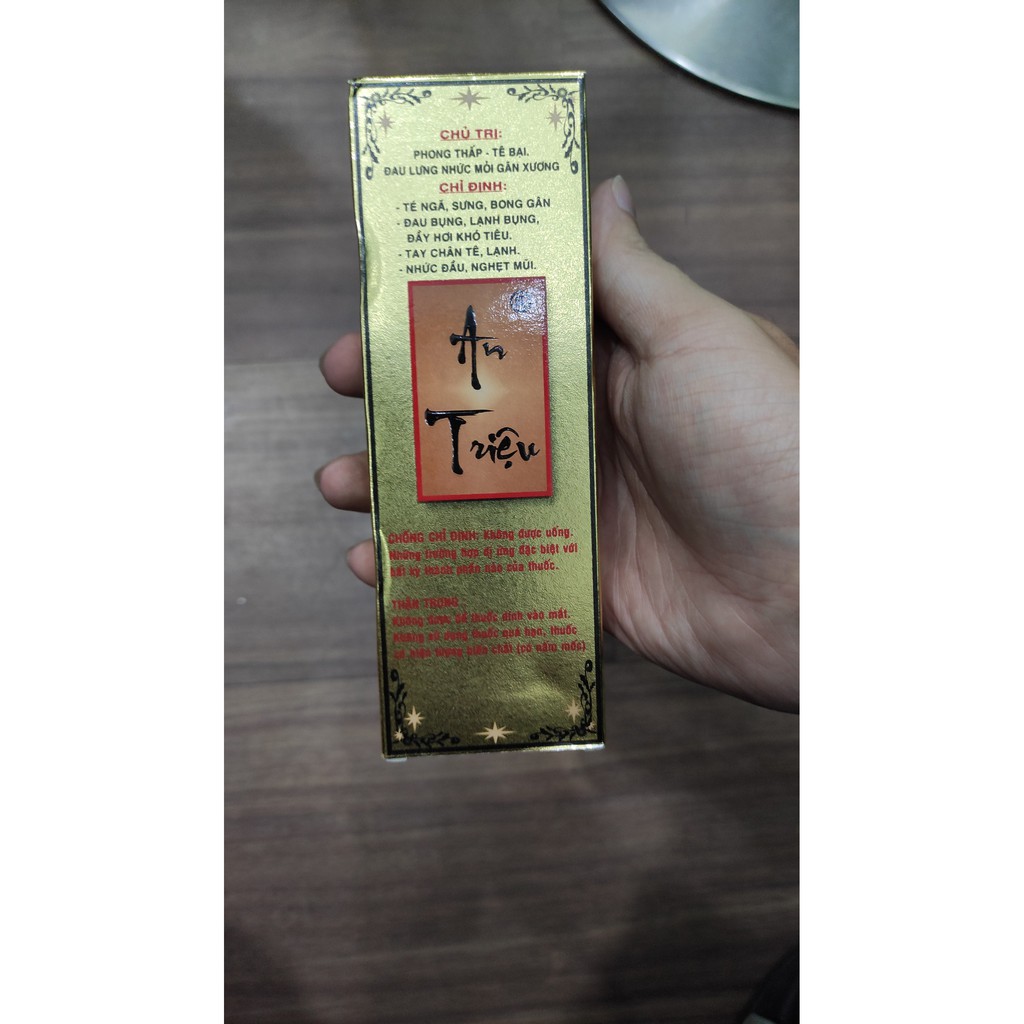 CHỦ TRỊ:
PHONG THẤP - TÊ BẠI.
ĐAU LƯNG NHỨC MỎI GÂN XƯƠNG
CHỈ ĐỊNH:
- TÉ NGÃ, SƯNG, BONG GÂN
- ĐAU BỤNG, LẠNH BỤNG,
ĐẦY HƠI KHÓ TIÊU.
- TAY CHÂN TÊ, LẠNH.
- NHỨC ĐẦU, NGHẸT MŨI.
An
Triệu
CHỐNG CHỈ ĐỊNH: Không được uống.
Những trường hợp dị ứng đặc biệt với
bất kỳ thành phần nào của thuốc.
THẬN TRỌNG
Không được để thuốc dính vào mắt.
Không sử dụng thuốc quá hạn, thuốc
có hiện tượng biến chất (có nấm mốc)